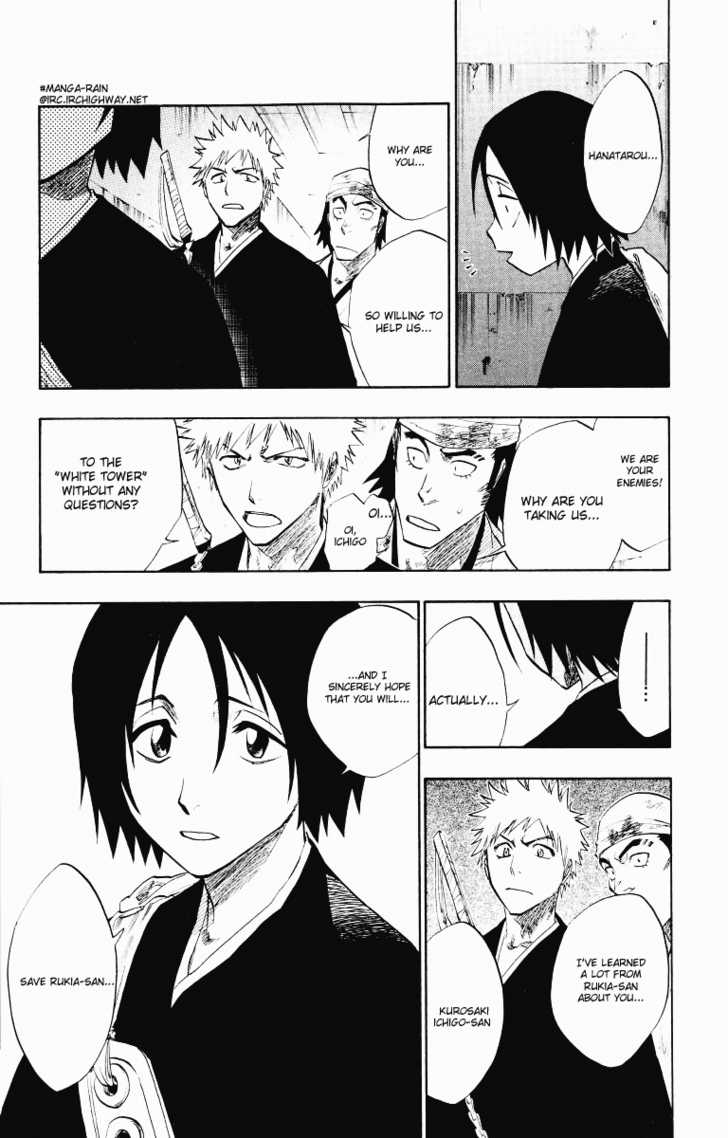 #MANGA-RAIN
@IRC.IRCHIGHWAY.NET
HANATAROU...
WHY ARE
YOU...
SO WILLING TO
HELP US...
WE ARE
YOUR
ENEMIES!
WHY ARE YOU
TAKING US...
OI...
OI,
ICHIGO
TO THE
"WHITE TOWER"
WITHOUT ANY
QUESTIONS?
.......
ACTUALLY...
I'VE LEARNED
A LOT FROM
RUKIA-SAN
ABOUT YOU...
KUROSAKI
ICHIGO-SAN
...AND I
SINCERELY HOPE
THAT YOU WILL...
SAVE RUKIA-SAN...